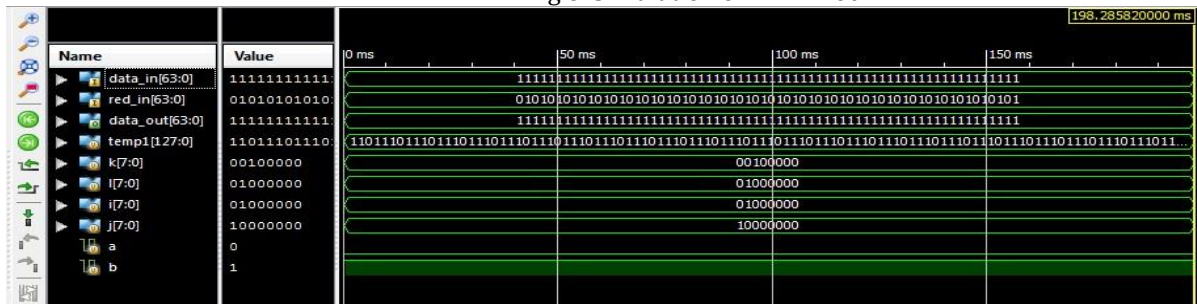 198.285820000 ms
Name Value 0 ms 50 ms 100 ms 150 ms
data_in[63:0] 11111111111 1111111111111111111111111111111111111111111111111111111111111111
red_in[63:0] 01010101010 0101010101010101010101010101010101010101010101010101010101010101
data_out[63:0] 11111111111 1111111111111111111111111111111111111111111111111111111111111111
temp1[127:0] 11011101110 110111011101110111011101110111011101110111011101110111011101110111011101110111011101110111011101110111011...
k[7:0] 00100000 00100000
l[7:0] 01000000 01000000
i[7:0] 01000000 01000000
j[7:0] 10000000 10000000
a 0
b 1